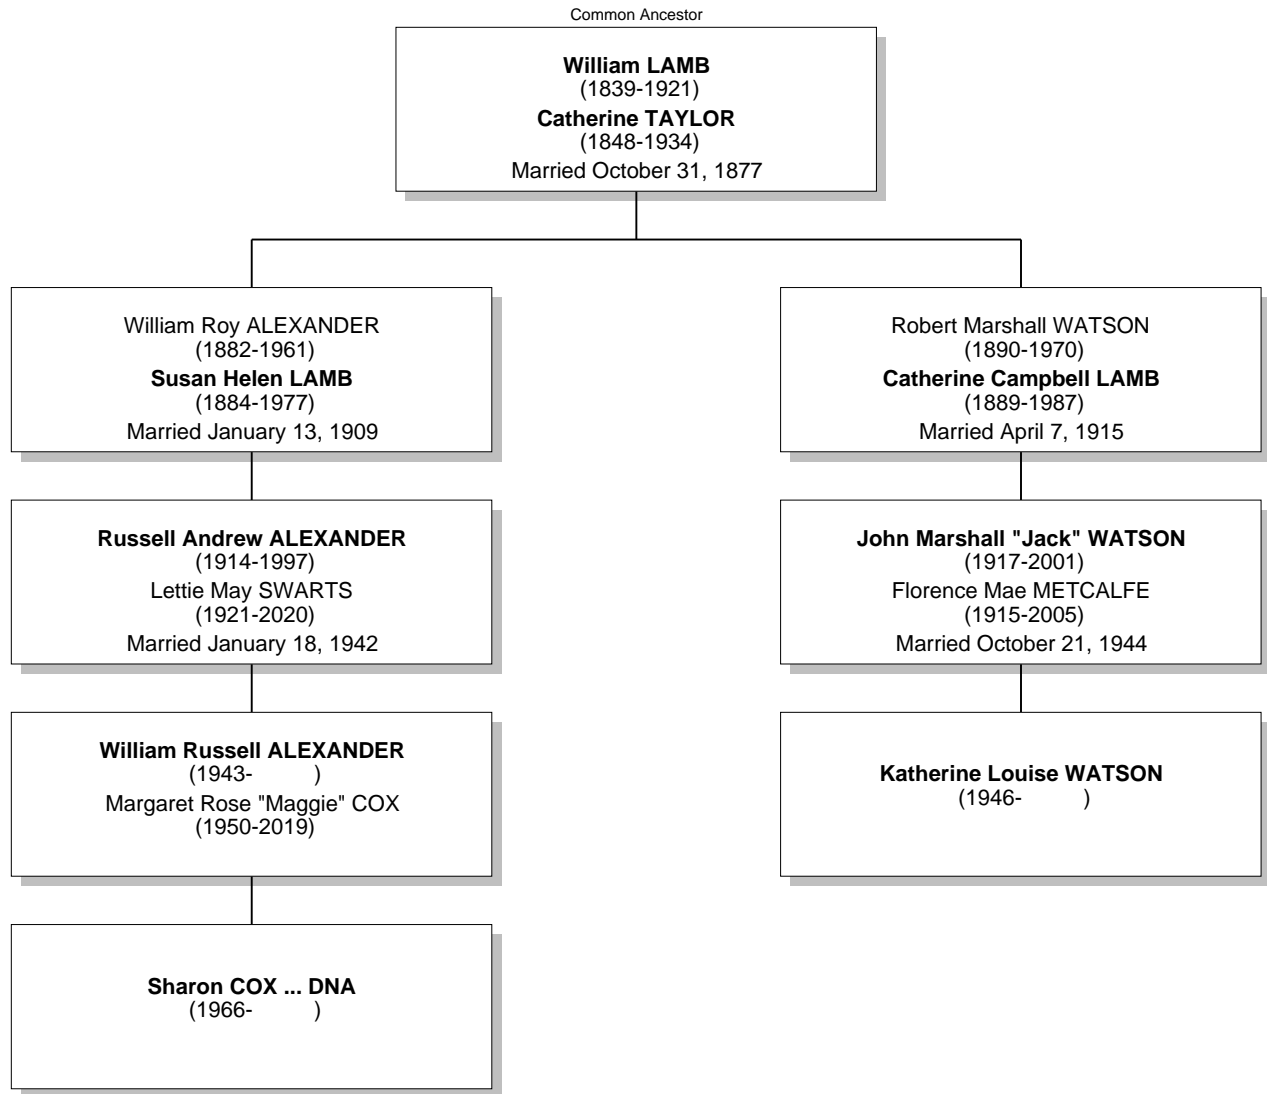 Common Ancestor
William LAMB
(1839-1921)
Catherine TAYLOR
(1848-1934)
Married October 31, 1877
William Roy ALEXANDER
(1882-1961)
Susan Helen LAMB
(1884-1977)
Married January 13, 1909
Robert Marshall WATSON
(1890-1970)
Catherine Campbell LAMB
(1889-1987)
Married April 7, 1915
Russell Andrew ALEXANDER
(1914-1997)
Lettie May SWARTS
(1921-2020)
Married January 18, 1942
John Marshall "Jack" WATSON
(1917-2001)
Florence Mae METCALFE
(1915-2005)
Married October 21, 1944
William Russell ALEXANDER
(1943- )
Margaret Rose "Maggie" COX
(1950-2019)
Katherine Louise WATSON
(1946- )
Sharon COX ... DNA
(1966- )